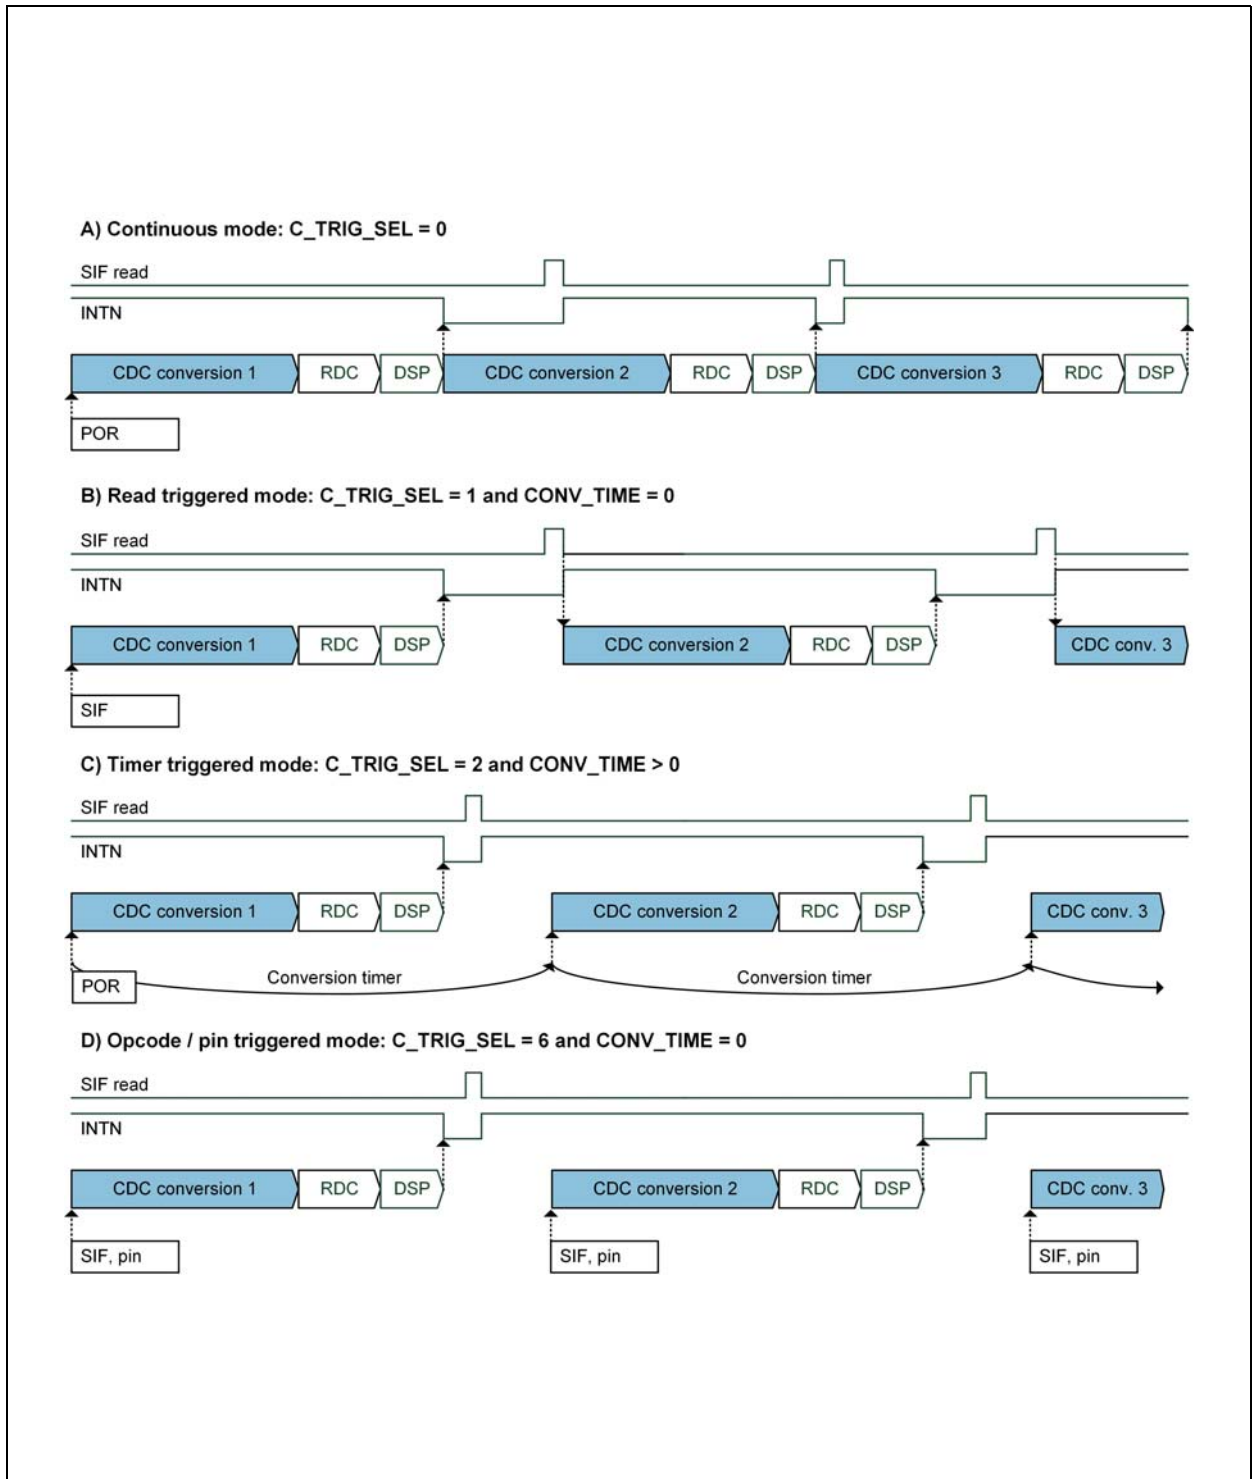 A) Continuous mode: C_TRIG_SEL = 0
SIF read
INTN
CDC conversion 1 RDC DSP CDC conversion 2 RDC DSP CDC conversion 3 RDC DSP
POR
B) Read triggered mode: C_TRIG_SEL = 1 and CONV_TIME = 0
SIF read
INTN
CDC conversion 1 RDC DSP CDC conversion 2 RDC DSP CDC conv. 3
SIF
C) Timer triggered mode: C_TRIG_SEL = 2 and CONV_TIME > 0
SIF read
INTN
CDC conversion 1 RDC DSP CDC conversion 2 RDC DSP CDC conv. 3
POR Conversion timer Conversion timer
D) Opcode / pin triggered mode: C_TRIG_SEL = 6 and CONV_TIME = 0
SIF read
INTN
CDC conversion 1 RDC DSP CDC conversion 2 RDC DSP CDC conv. 3
SIF, pin SIF, pin SIF, pin